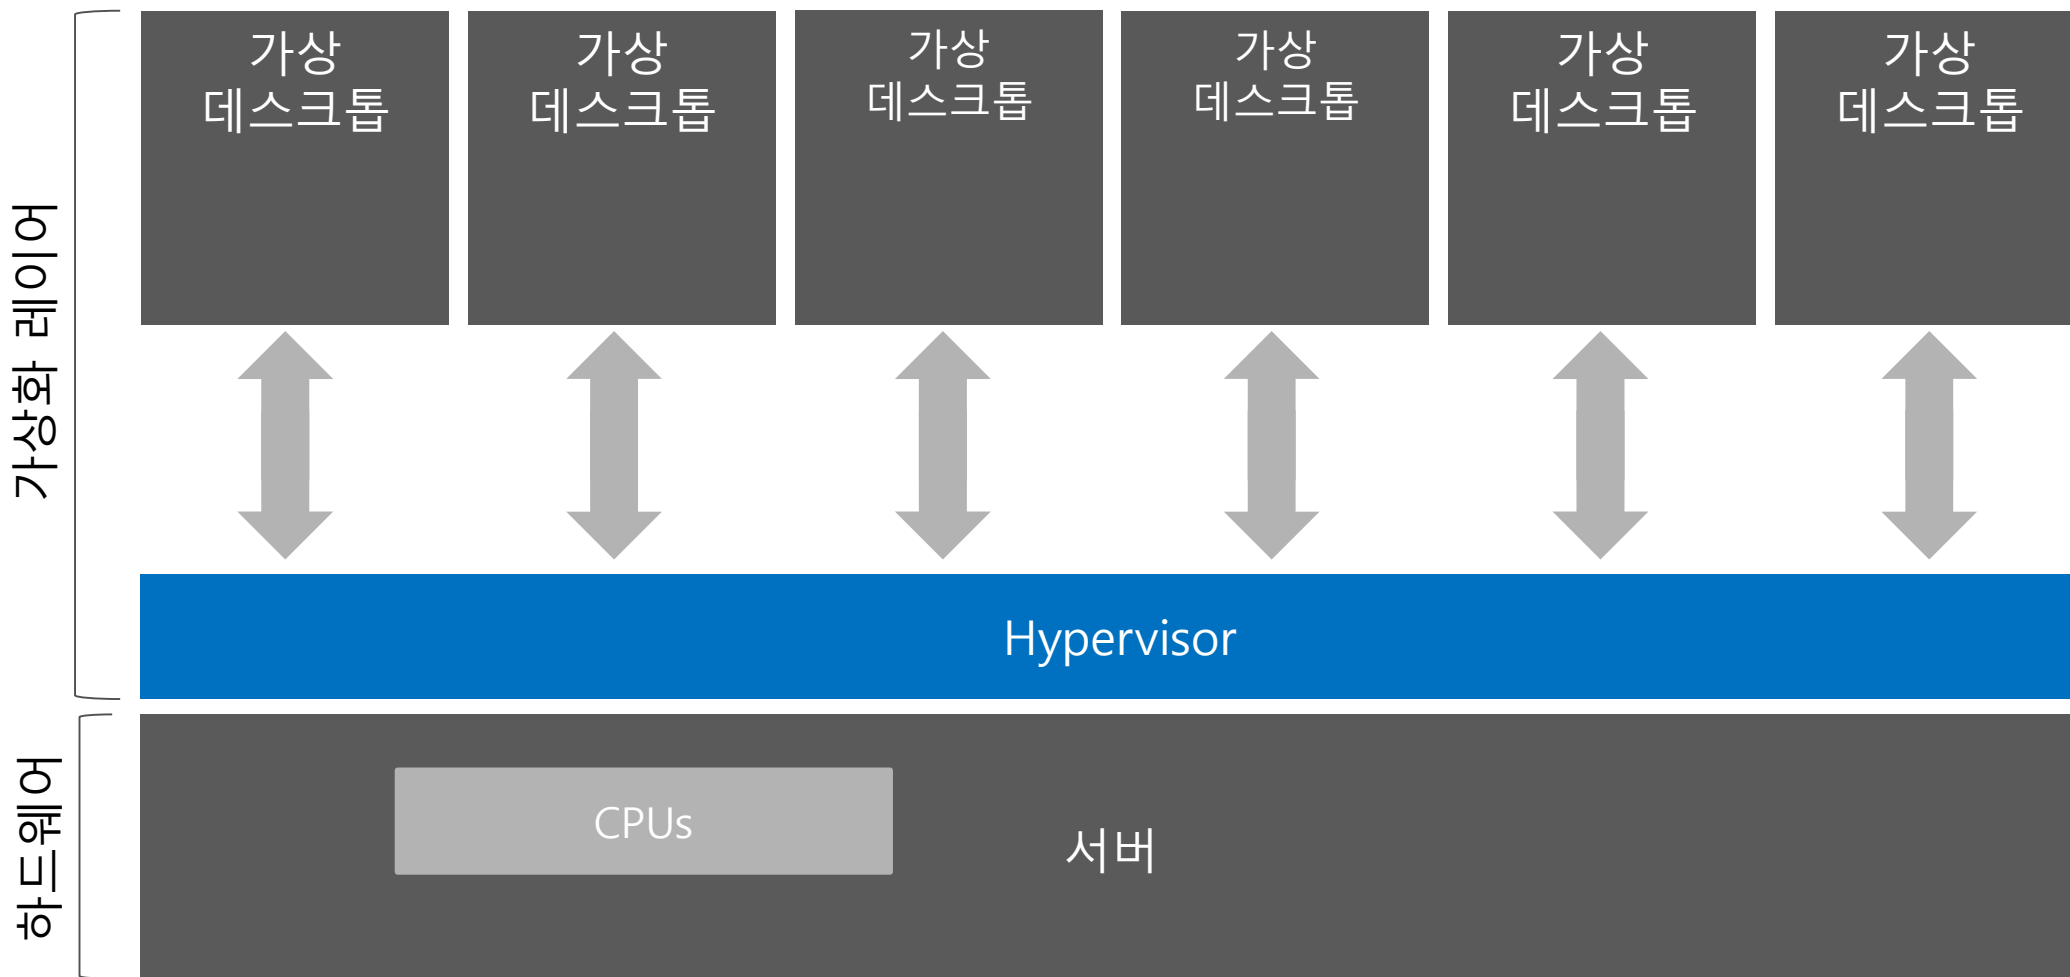 가상
데스크톱
가상
데스크톱
가상
데스크톱
가상
데스크톱
가상
데스크톱
가상
데스크톱
가상화 레이어
Hypervisor
하드웨어
CPUs
서버